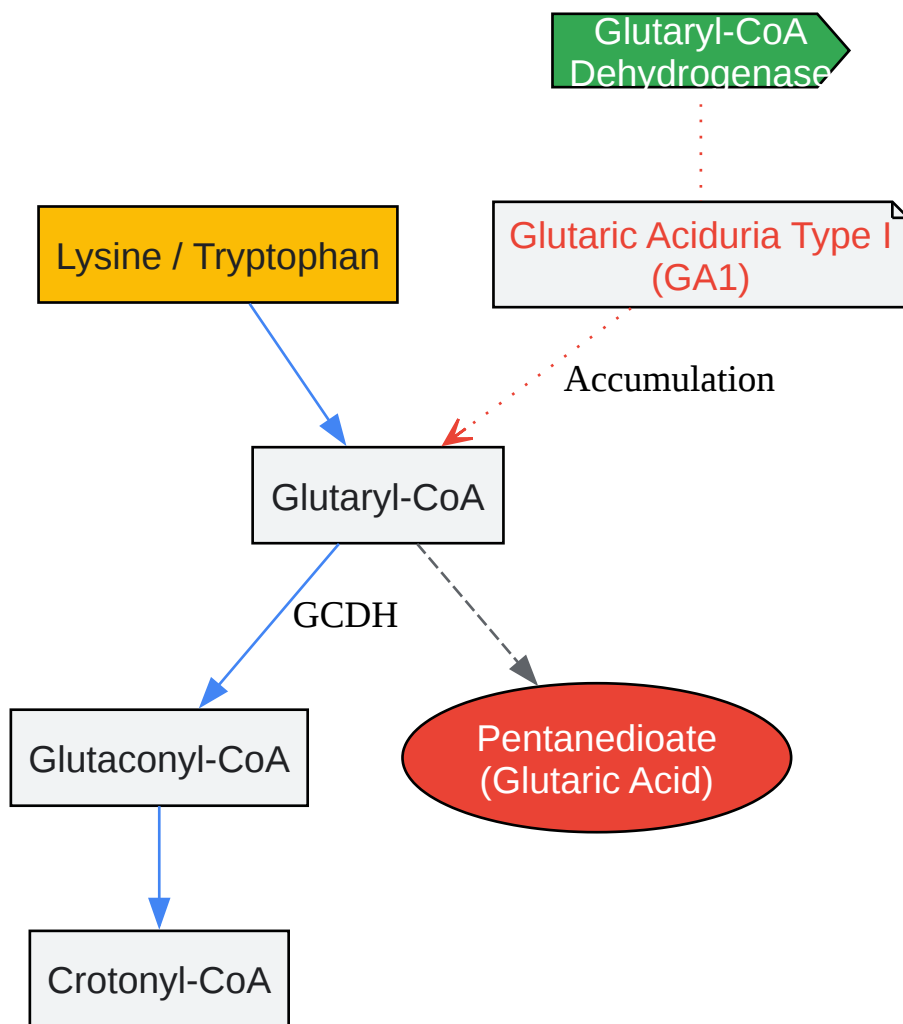 Glutaryl-CoA
Dehydrogenase
Lysine / Tryptophan
Glutaric Aciduria Type I
(GA1)
Accumulation
Glutaryl-CoA
GCDH
Glutaconyl-CoA
Pentanedioate
(Glutaric Acid)
Crotonyl-CoA